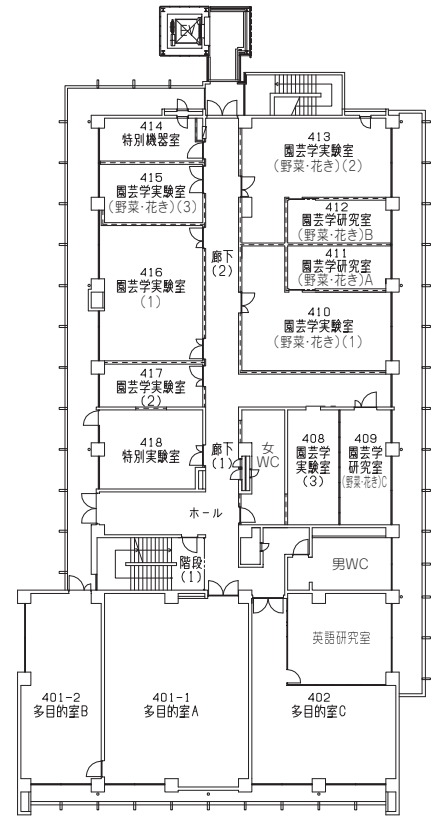 EV
414
特別機器室
413
園芸学実験室
(野菜・花き)(2)
415
園芸学実験室
(野菜・花き)(3)
412
園芸学研究室
(野菜・花き)B
411
園芸学研究室
(野菜・花き)A
廊下
(2)
416
園芸学実験室
(1)
410
園芸学実験室
(野菜・花き)(1)
417
園芸学実験室
(2)
418
特別実験室
廊下
(1)
女
WC
408
園芸学
実験室
(3)
409
園芸学
研究室
(野菜・花き)C
ホール
階段
(1)
男WC
英語研究室
401-2
多目的室B
401-1
多目的室A
402
多目的室C